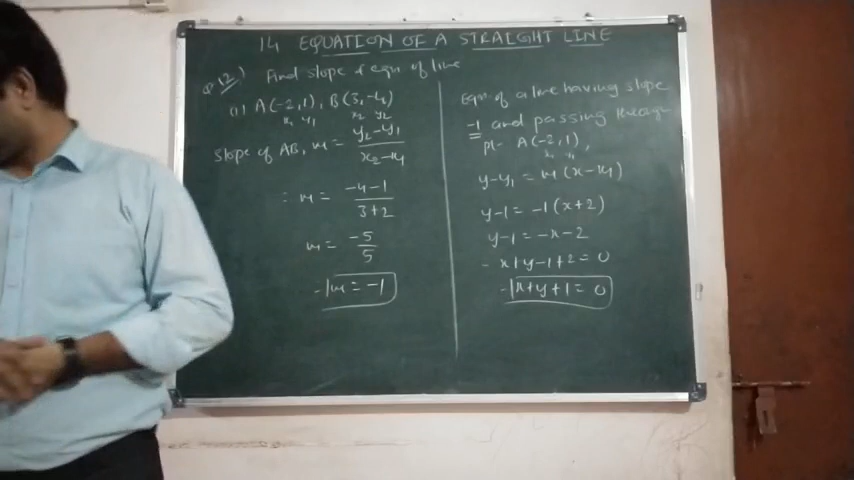 14 EQUATION OF A STRAIGHT LINE
Q.12) Find slope & eqn of line
(i) A(-2,1), B(3,-4)
x₁ y₁ x₂ y₂
Slope of AB, m = y₂-y₁ / x₂-x₁
∴ m = -4-1 / 3+2
m = -5 / 5
∴ m = -1
Eqn of a line having slope
-1 and passing through
pt- A(-2,1),
x₁ y₁
y-y₁ = m(x-x₁)
y-1 = -1(x+2)
y-1 = -x-2
∴ x+y-1+2=0
∴ x+y+1=0